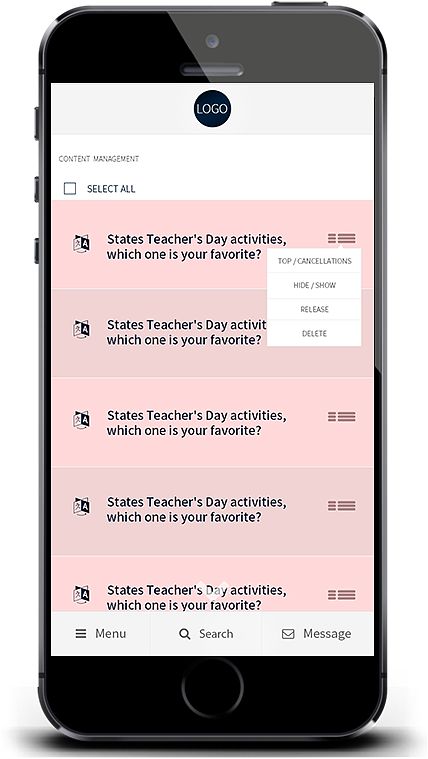 LOGO
CONTENT MANAGEMENT
SELECT ALL
States Teacher's Day activities,
which one is your favorite?
TOP / CANCELLATIONS
HIDE / SHOW
RELEASE
DELETE
States Teacher's Day activities,
which one is your favorite?
States Teacher's Day activities,
which one is your favorite?
States Teacher's Day activities,
which one is your favorite?
States Teacher's Day activities,
which one is your favorite?
Menu
Search
Message